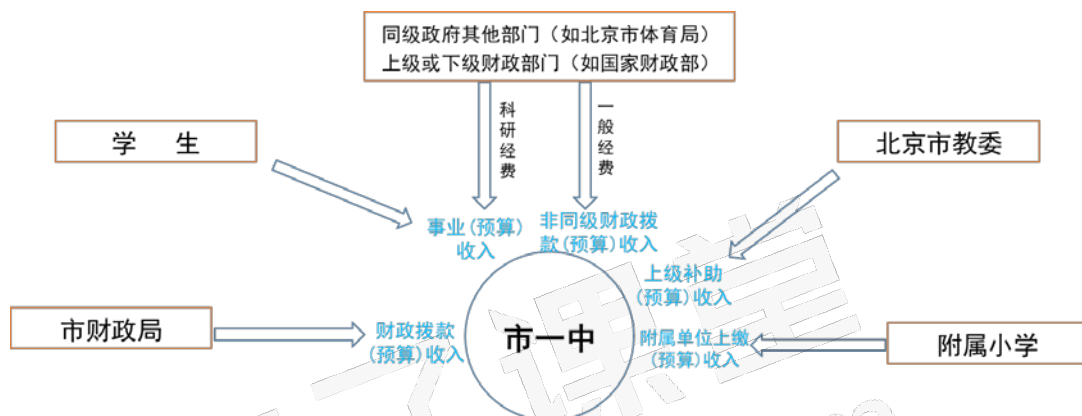 同级政府其他部门（如北京市体育局）
上级或下级财政部门（如国家财政部）
科研经费
一般经费
学 生
北京市教委
事业(预算)
收入
非同级财政拨
款(预算)收入
上级补助
(预算)收入
市财政局
财政拨款
(预算)收入
市一中
附属单位上缴
(预算)收入
附属小学
课堂